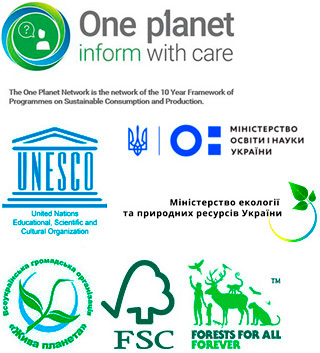 One planet
inform with care
The One Planet Network is the network of the 10 Year Framework of
Programmes on Sustainable Consumption and Production.
UNESCO
United Nations
Educational, Scientific and
Cultural Organization
МІНІСТЕРСТВО
ОСВІТИ І НАУКИ
УКРАЇНИ
Міністерство екології
та природних ресурсів України
Всеукраїнська громадська організація
«Жива планета»
FSC
TM
FORESTS FOR ALL
FOREVER